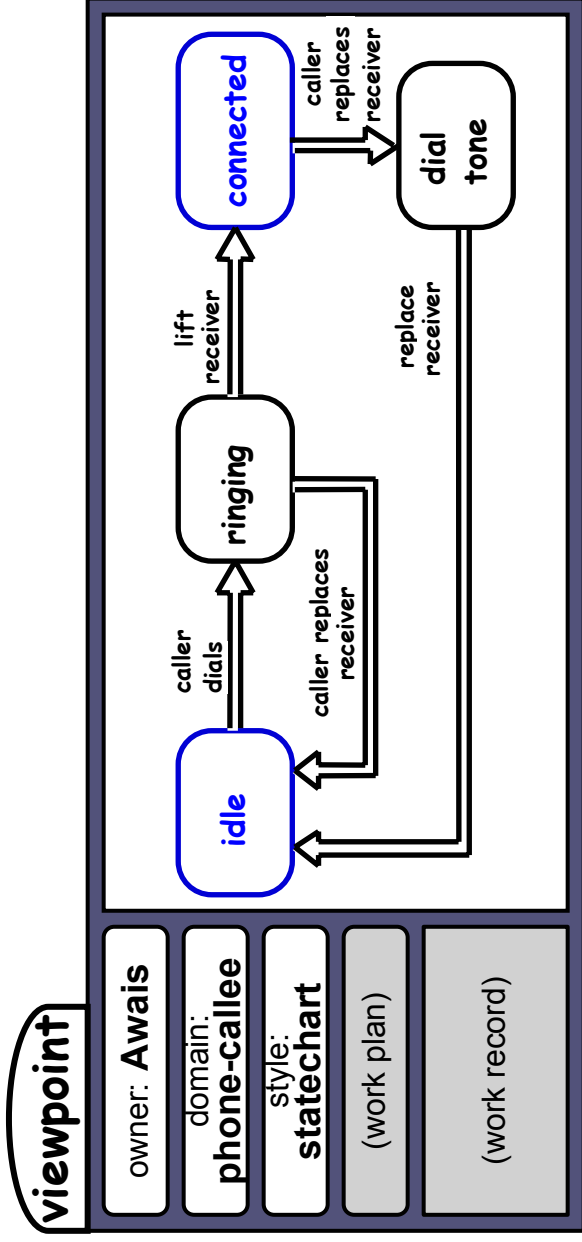 viewpoint
owner: Awais
domain:
phone-callee
style:
statechart
(work plan)
(work record)
idle
caller
dials
ringing
lift
receiver
connected
caller replaces
receiver
caller
replaces
receiver
replace
receiver
dial
tone